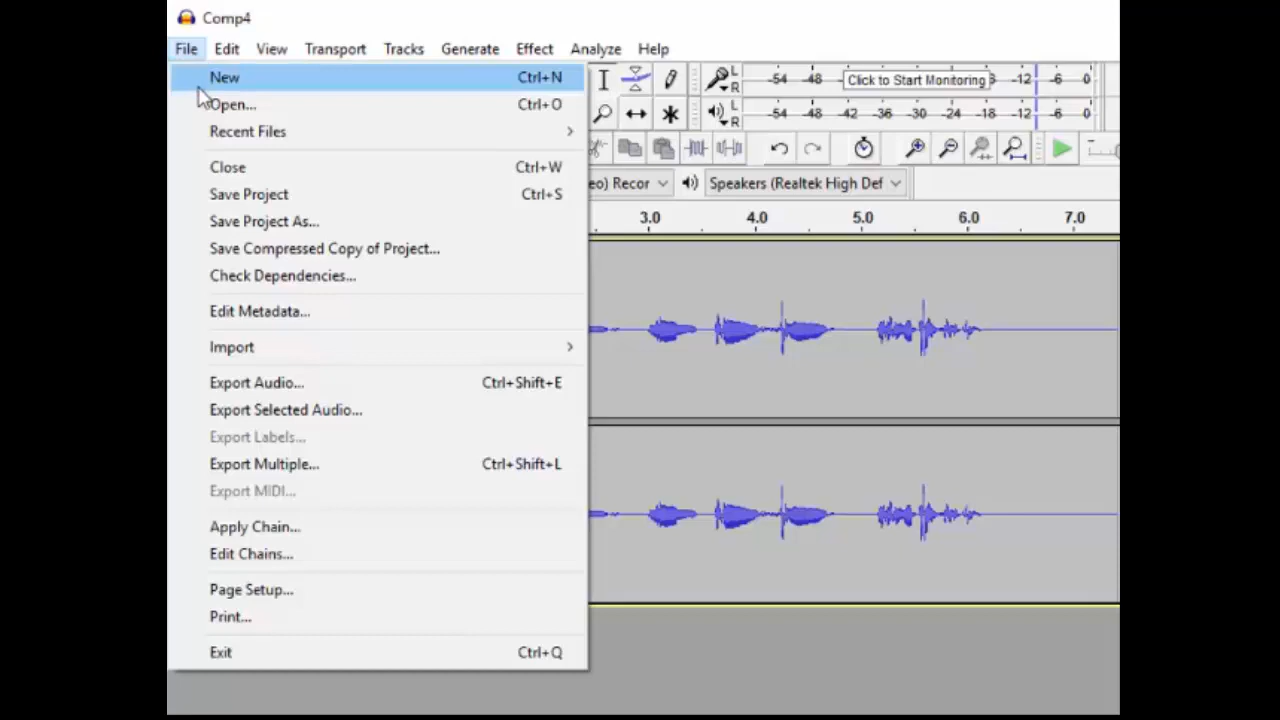 Comp4
File Edit View Transport Tracks Generate Effect Analyze Help
New Ctrl+N
Open... Ctrl+O
Recent Files
Close Ctrl+W
Save Project Ctrl+S
Save Project As...
Save Compressed Copy of Project...
Check Dependencies...
Edit Metadata...
Import
Export Audio... Ctrl+Shift+E
Export Selected Audio...
Export Labels...
Export Multiple... Ctrl+Shift+L
Export MIDI...
Apply Chain...
Edit Chains...
Page Setup...
Print...
Exit Ctrl+Q
L
R
-54 -48 Click to Start Monitoring -12 -6 0
L
R
-54 -48 -42 -36 -30 -24 -18 -12 -6 0
eo) Recor Speakers (Realtek High Def
3.0 4.0 5.0 6.0 7.0